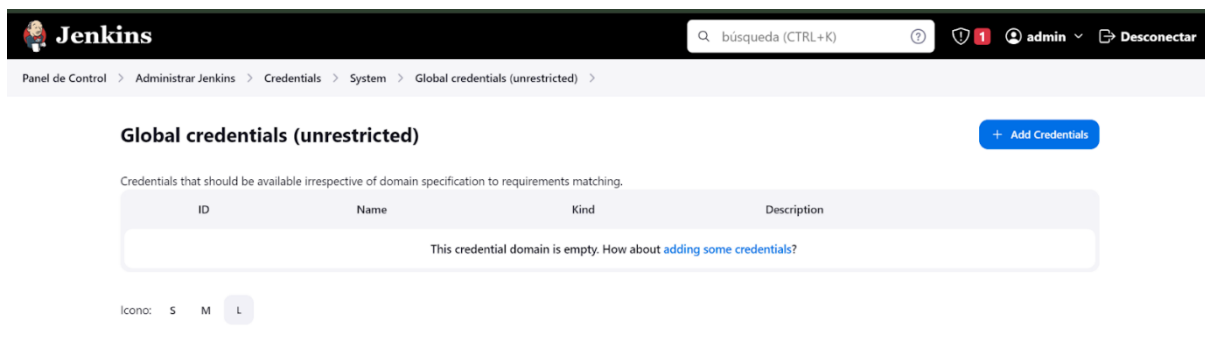 Jenkins búsqueda (CTRL+K) ? 1 admin Desconectar
Panel de Control > Administrar Jenkins > Credentials > System > Global credentials (unrestricted) >
Global credentials (unrestricted) + Add Credentials
Credentials that should be available irrespective of domain specification to requirements matching.
ID Name Kind Description
This credential domain is empty. How about adding some credentials?
Icono: S M L